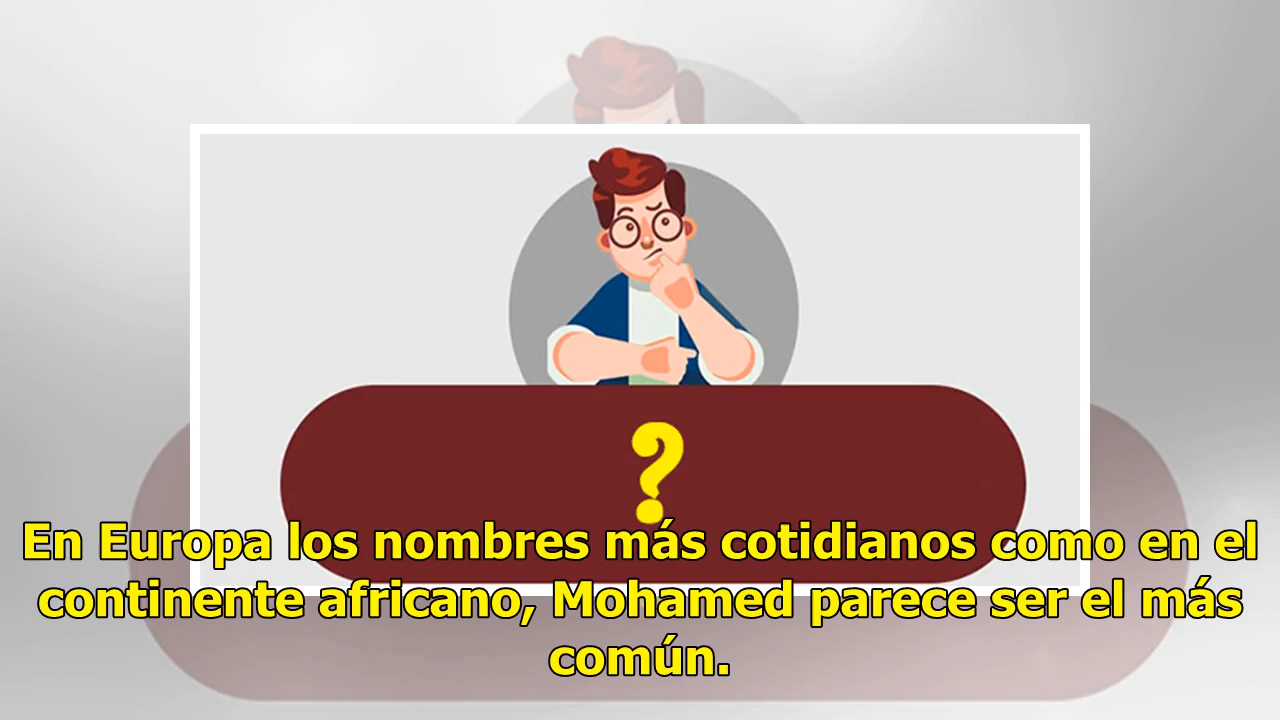 ?
En Europa los nombres más cotidianos como en el
continente africano, Mohamed parece ser el más
común.